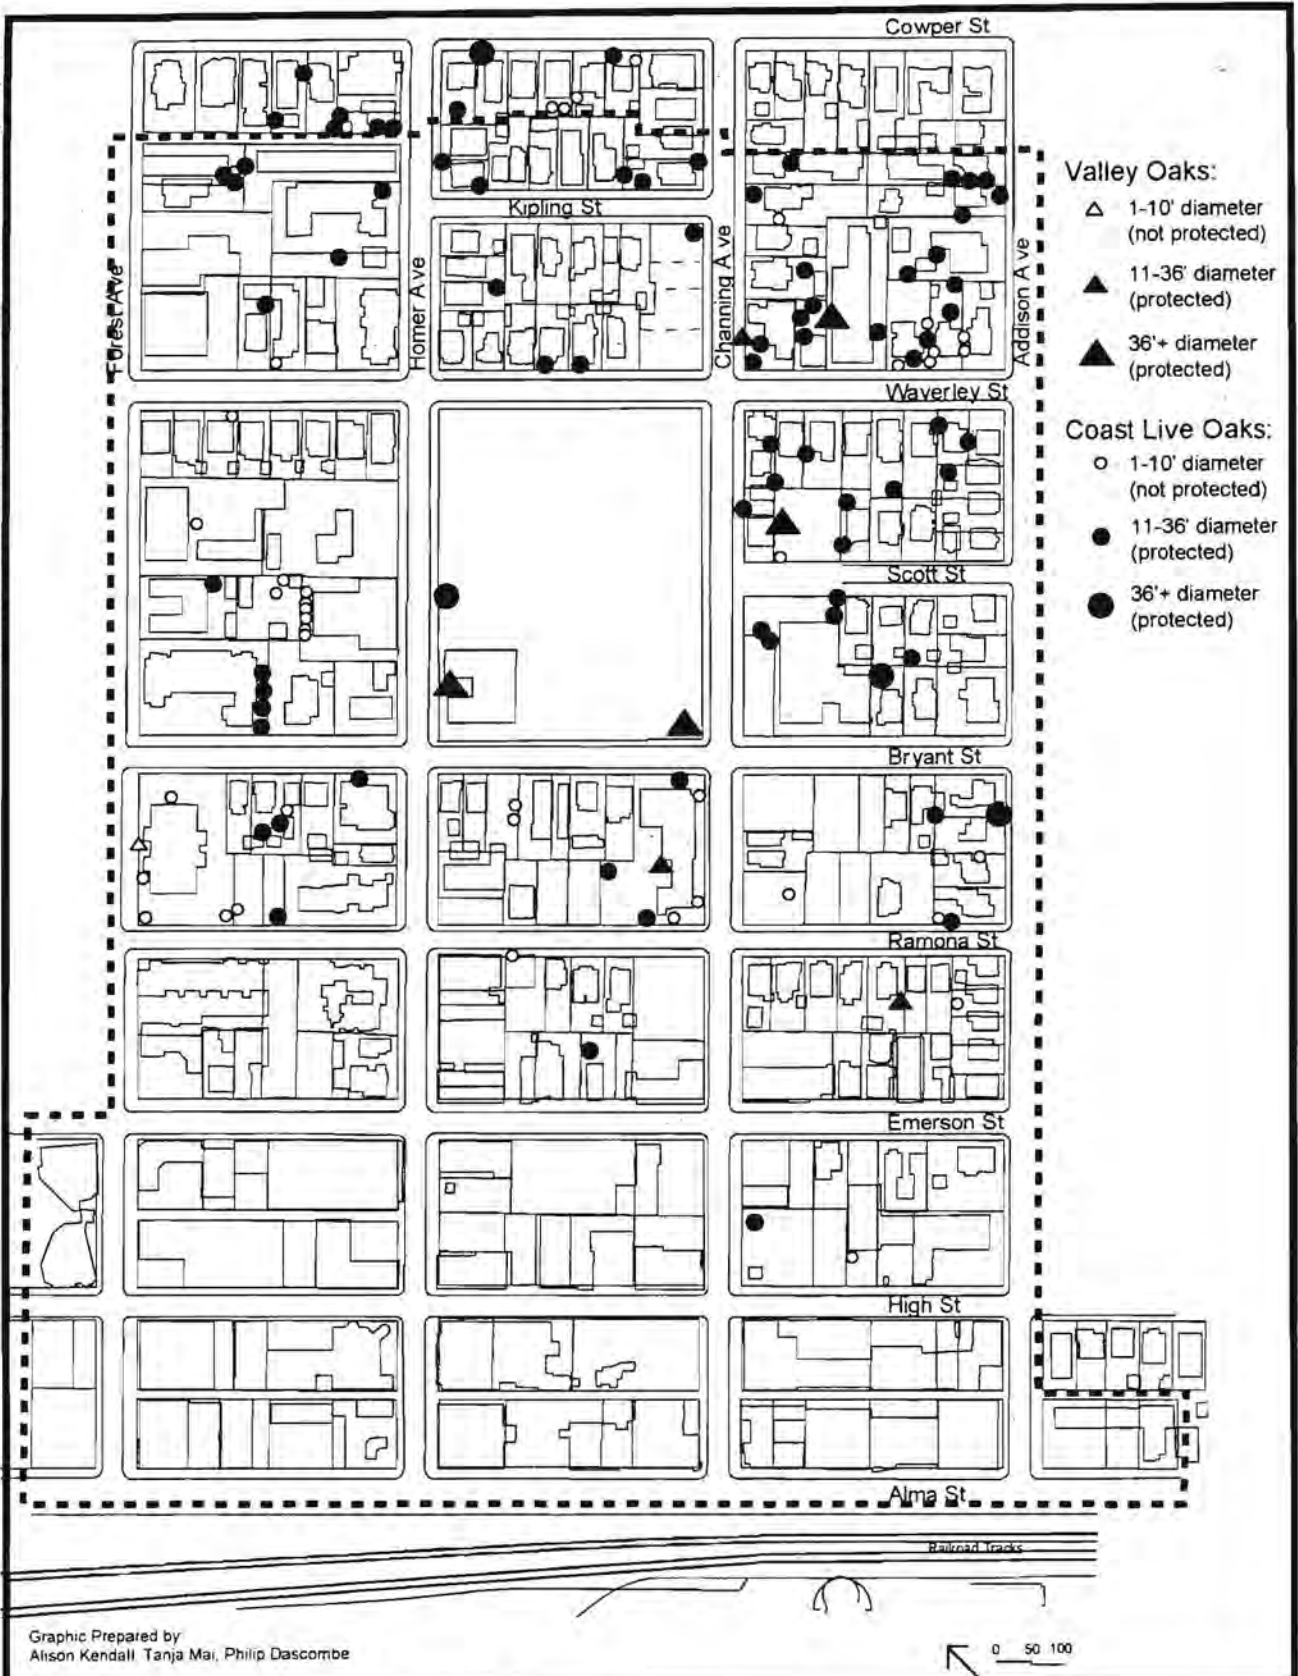 Cowper St
Valley Oaks:
1-10' diameter
(not protected)
11-36' diameter
(protected)
36'+ diameter
(protected)
Coast Live Oaks:
1-10' diameter
(not protected)
11-36' diameter
(protected)
36'+ diameter
(protected)
Kipling St
Forest Ave
Homer Ave
Channing Ave
Addison Ave
Waverley St
Scott St
Bryant St
Ramona St
Emerson St
High St
Alma St
Railroad Tracks
Graphic Prepared by
Alison Kendall, Tanja Mai, Philip Dascombe
0 50 100